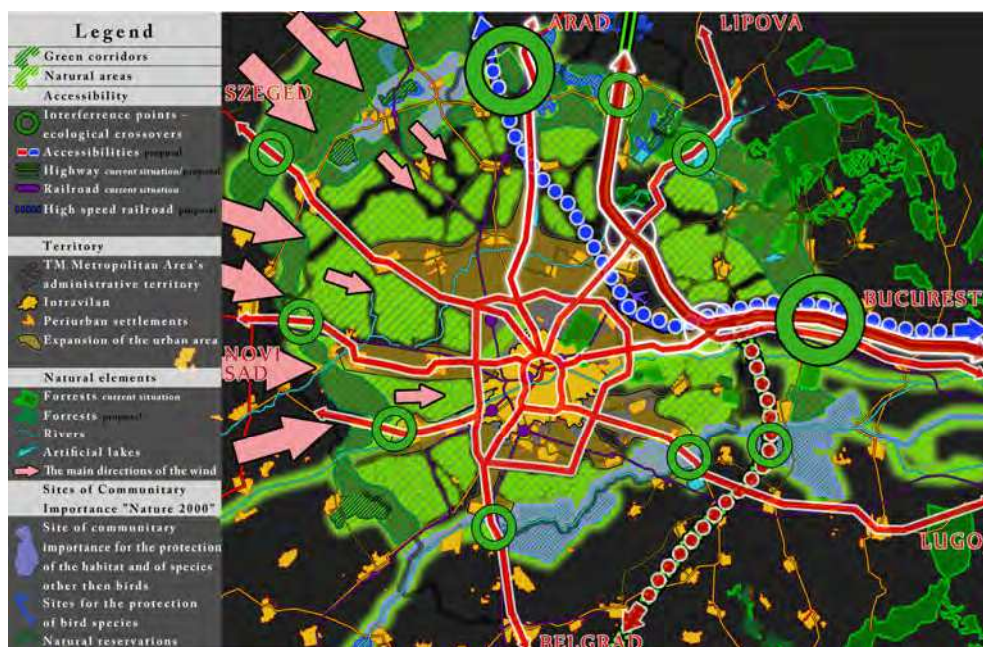 Legend
Green corridors
Natural areas
Accessibility
Interference points –
ecological crossovers
Accessibilities proposal
Highway current situation/proposal
Railroad current situation
High speed railroad proposal
Territory
TM Metropolitan Area's
administrative territory
Intravilan
Periurban settlements
Expansion of the urban area
Natural elements
Forrests current situation
Forrests proposal
Rivers
Artificial lakes
The main directions of the wind
Sites of Communitary
Importance "Nature 2000"
Site of communitary
importance for the protection
of the habitat and of species
other then birds
Sites for the protection
of bird species
Natural reservations
ARAD
LIPOVA
SZEGED
BUCUREST
NOVI
SAD
LUGO
BELGRAD